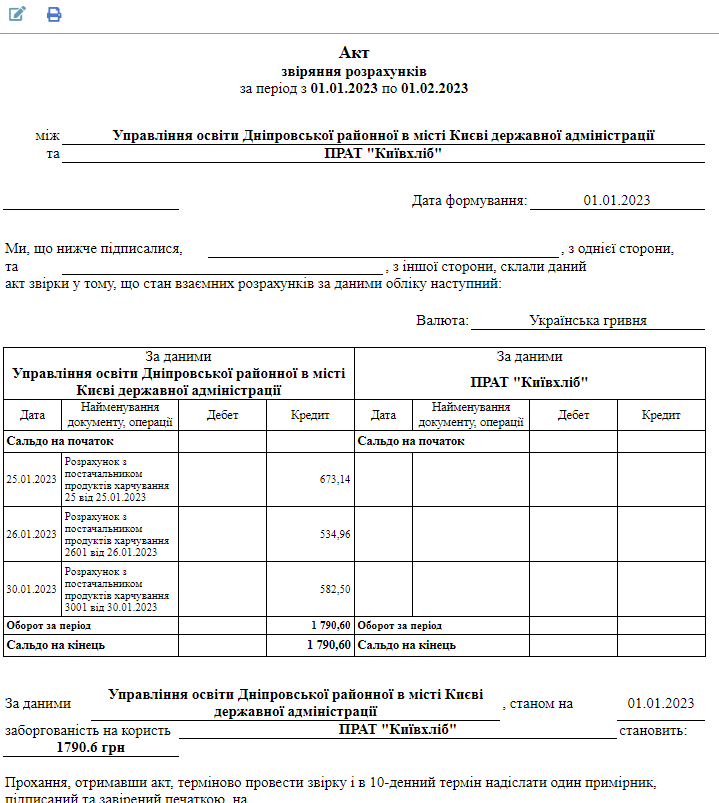 Акт
звіряння розрахунків
за період з 01.01.2023 по 01.02.2023
між Управління освіти Дніпровської районної в місті Києві державної адміністрації
та ПРАТ "Київхліб"
Дата формування: 01.01.2023
Ми, що нижче підписалися, , з однієї сторони,
та , з іншої сторони, склали даний
акт звірки у тому, що стан взаємних розрахунків за даними обліку наступний:
Валюта: Українська гривня
За даними
Управління освіти Дніпровської районної в місті
Києві державної адміністрації
За даними
ПРАТ "Київхліб"
Дата Найменування документу, операції Дебет Кредит Дата Найменування документу, операції Дебет Кредит
Сальдо на початок Сальдо на початок
25.01.2023 Розрахунок з
постачальником
продуктів харчування
25 від 25.01.2023 673,14
26.01.2023 Розрахунок з
постачальником
продуктів харчування
2601 від 26.01.2023 534,96
30.01.2023 Розрахунок з
постачальником
продуктів харчування
3001 від 30.01.2023 582,50
Оборот за період 1 790,60 Оборот за період
Сальдо на кінець 1 790,60 Сальдо на кінець
За даними Управління освіти Дніпровської районної в місті Києві
державної адміністрації , станом на 01.01.2023
заборгованість на користь ПРАТ "Київхліб" становить:
1790.6 грн
Прохання, отримавши акт, терміново провести звірку і в 10-денний термін надіслати один примірник,
підписаний та завірений печаткою, на